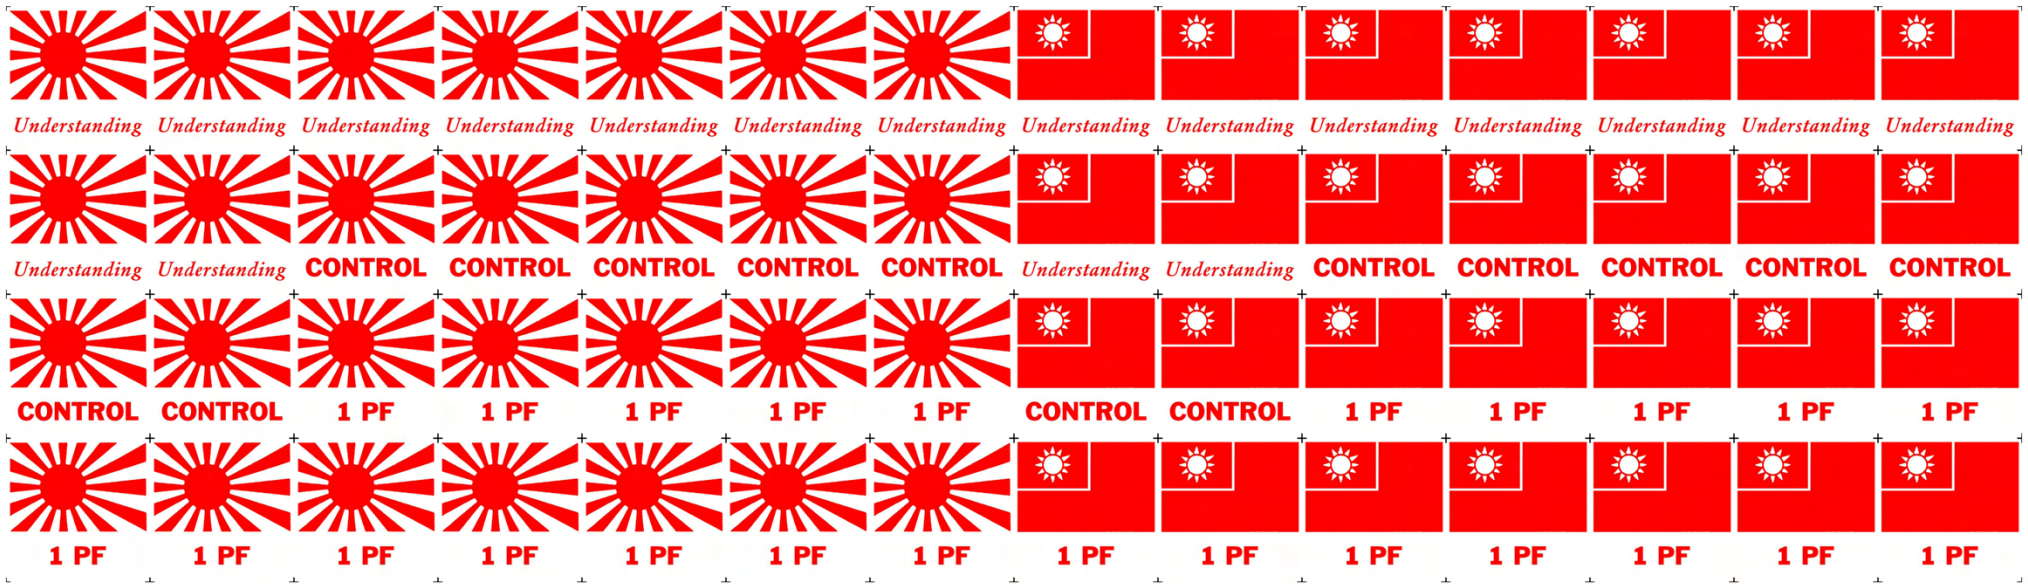 Understanding Understanding Understanding Understanding Understanding Understanding Understanding Understanding Understanding Understanding Understanding Understanding Understanding Understanding
Understanding Understanding CONTROL CONTROL CONTROL CONTROL CONTROL Understanding Understanding CONTROL CONTROL CONTROL CONTROL CONTROL
CONTROL CONTROL 1 PF 1 PF 1 PF 1 PF 1 PF CONTROL CONTROL 1 PF 1 PF 1 PF 1 PF 1 PF
1 PF 1 PF 1 PF 1 PF 1 PF 1 PF 1 PF 1 PF 1 PF 1 PF 1 PF 1 PF 1 PF 1 PF